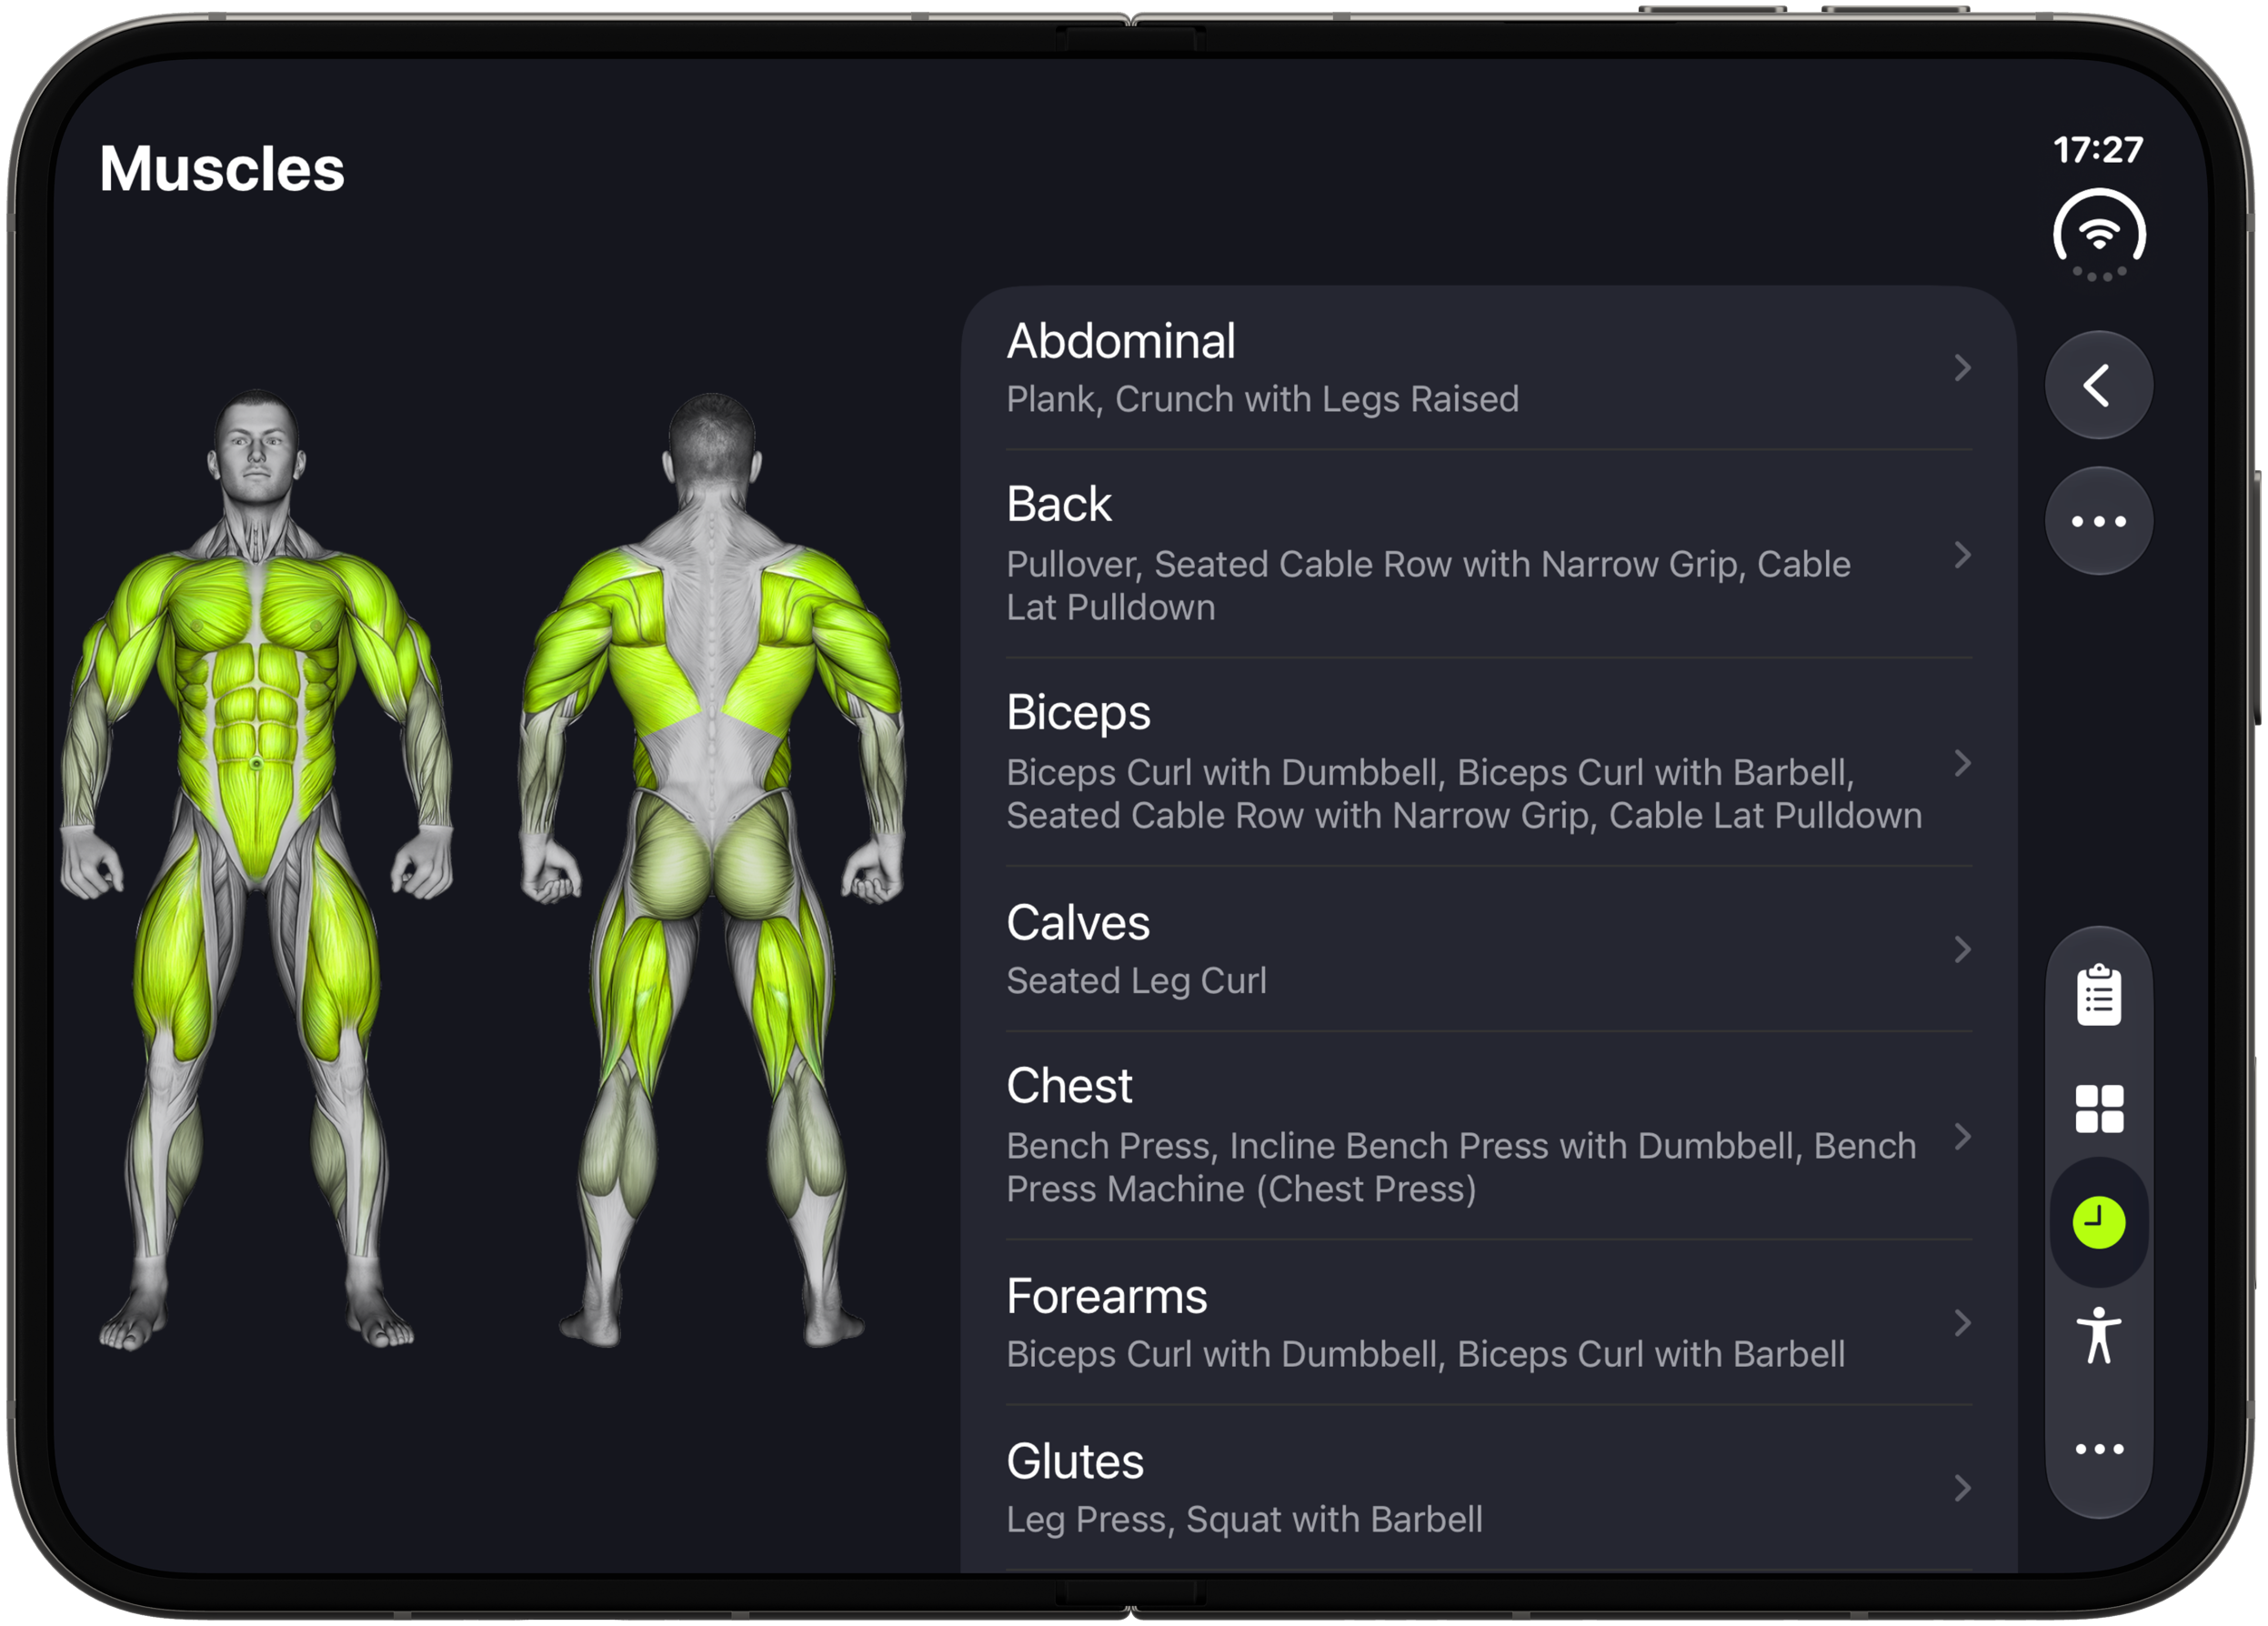 Muscles
17:27
Abdominal
Plank, Crunch with Legs Raised
Back
Pullover, Seated Cable Row with Narrow Grip, Cable
Lat Pulldown
Biceps
Biceps Curl with Dumbbell, Biceps Curl with Barbell,
Seated Cable Row with Narrow Grip, Cable Lat Pulldown
Calves
Seated Leg Curl
Chest
Bench Press, Incline Bench Press with Dumbbell, Bench
Press Machine (Chest Press)
Forearms
Biceps Curl with Dumbbell, Biceps Curl with Barbell
Glutes
Leg Press, Squat with Barbell